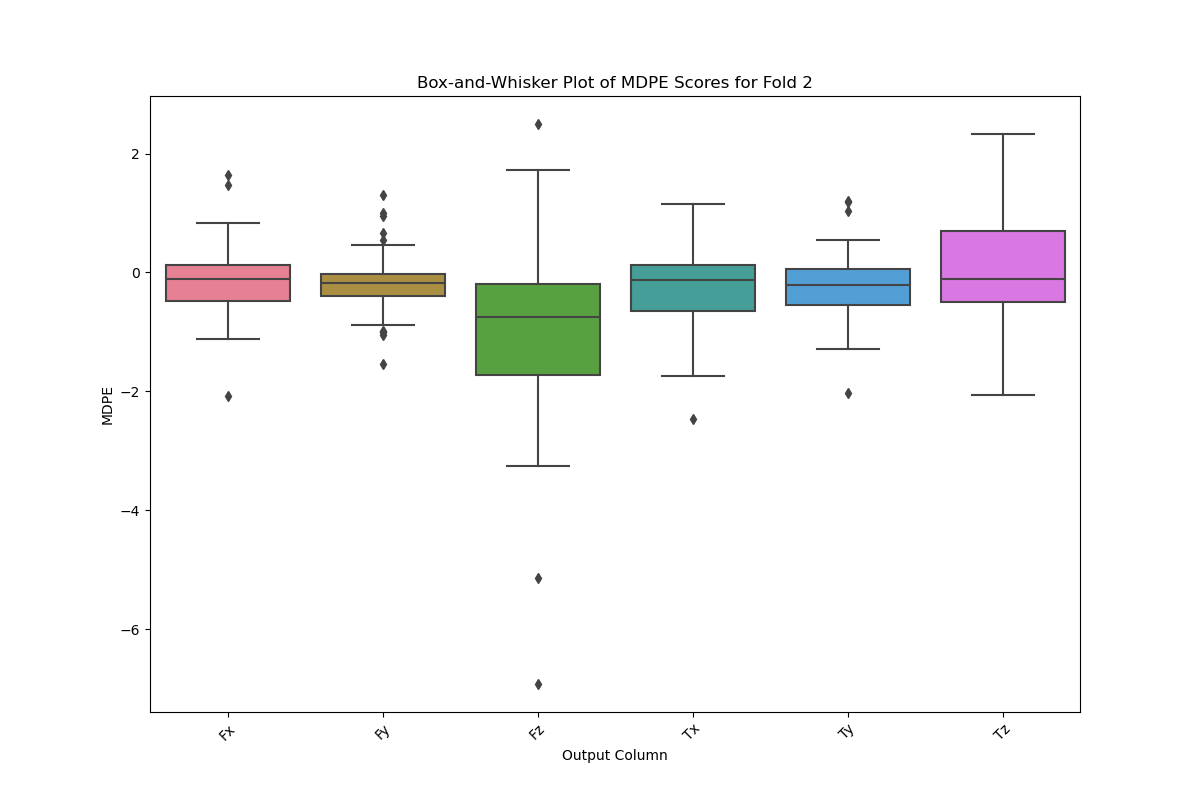 Box-and-Whisker Plot of MDPE Scores for Fold 2
MDPE
2
0
−2
−4
−6
Fx
Fy
Fz
Tx
Ty
Tz
Output Column